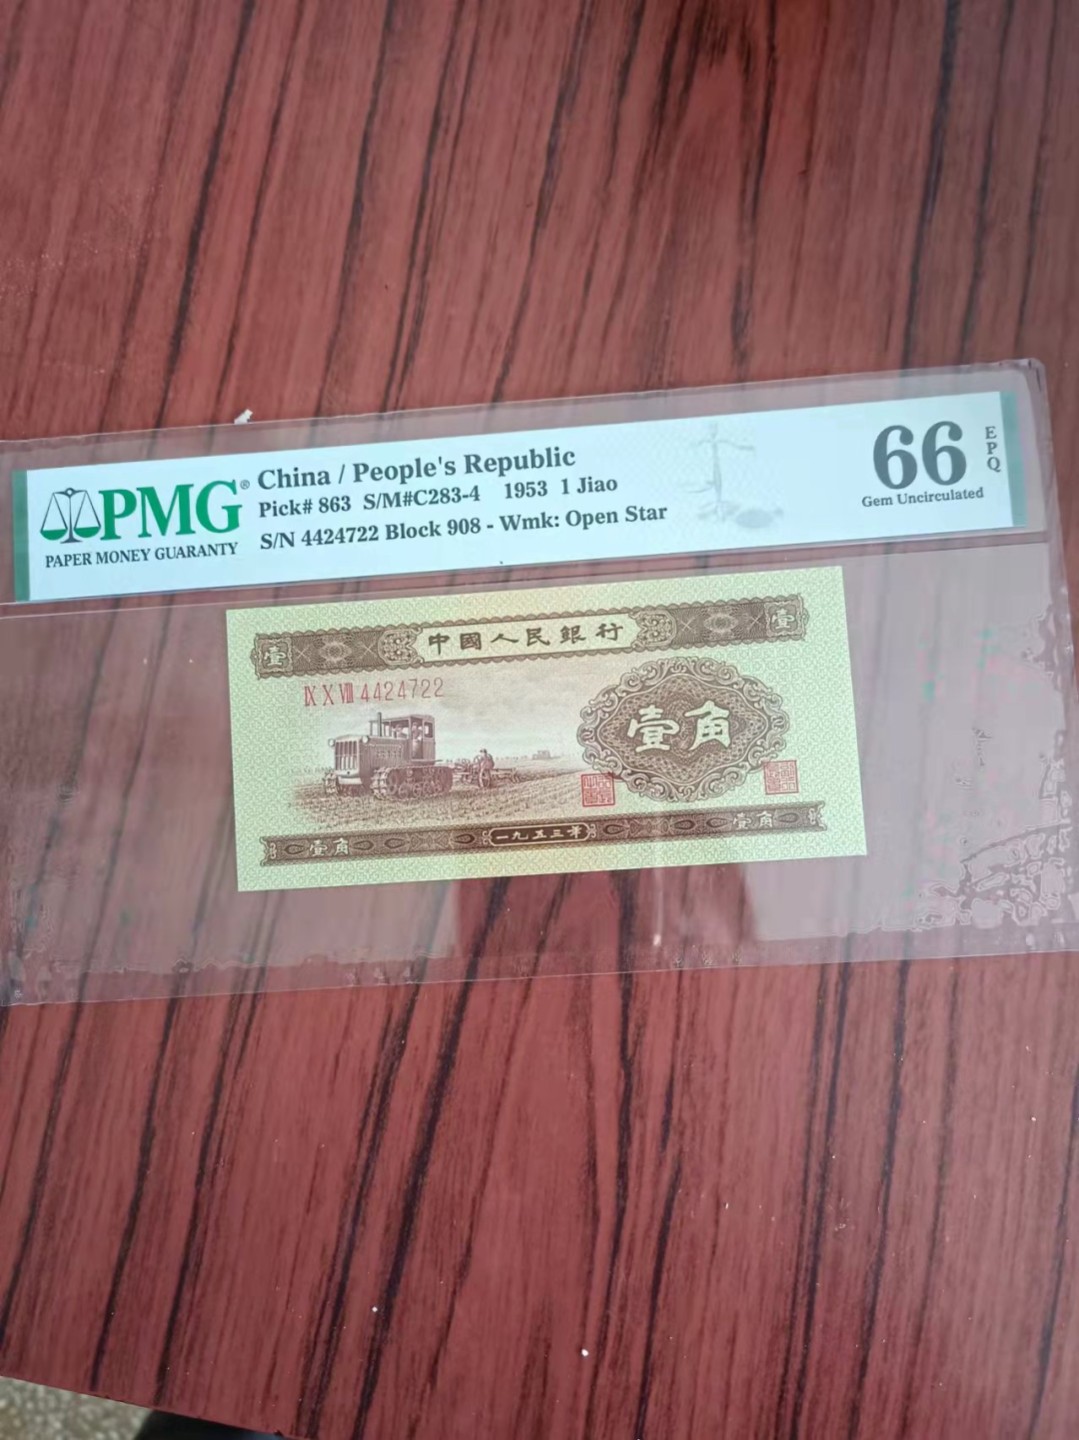 PMG®
PAPER MONEY GUARANTY
China / People's Republic
Pick# 863 S/M#C283-4 1953 1 Jiao
S/N 4424722 Block 908 - Wmk: Open Star
66 EPQ
Gem Uncirculated
壹 中國人民銀行 壹
IX X VIII 4424722
壹角
壹角 一九五三年 壹角